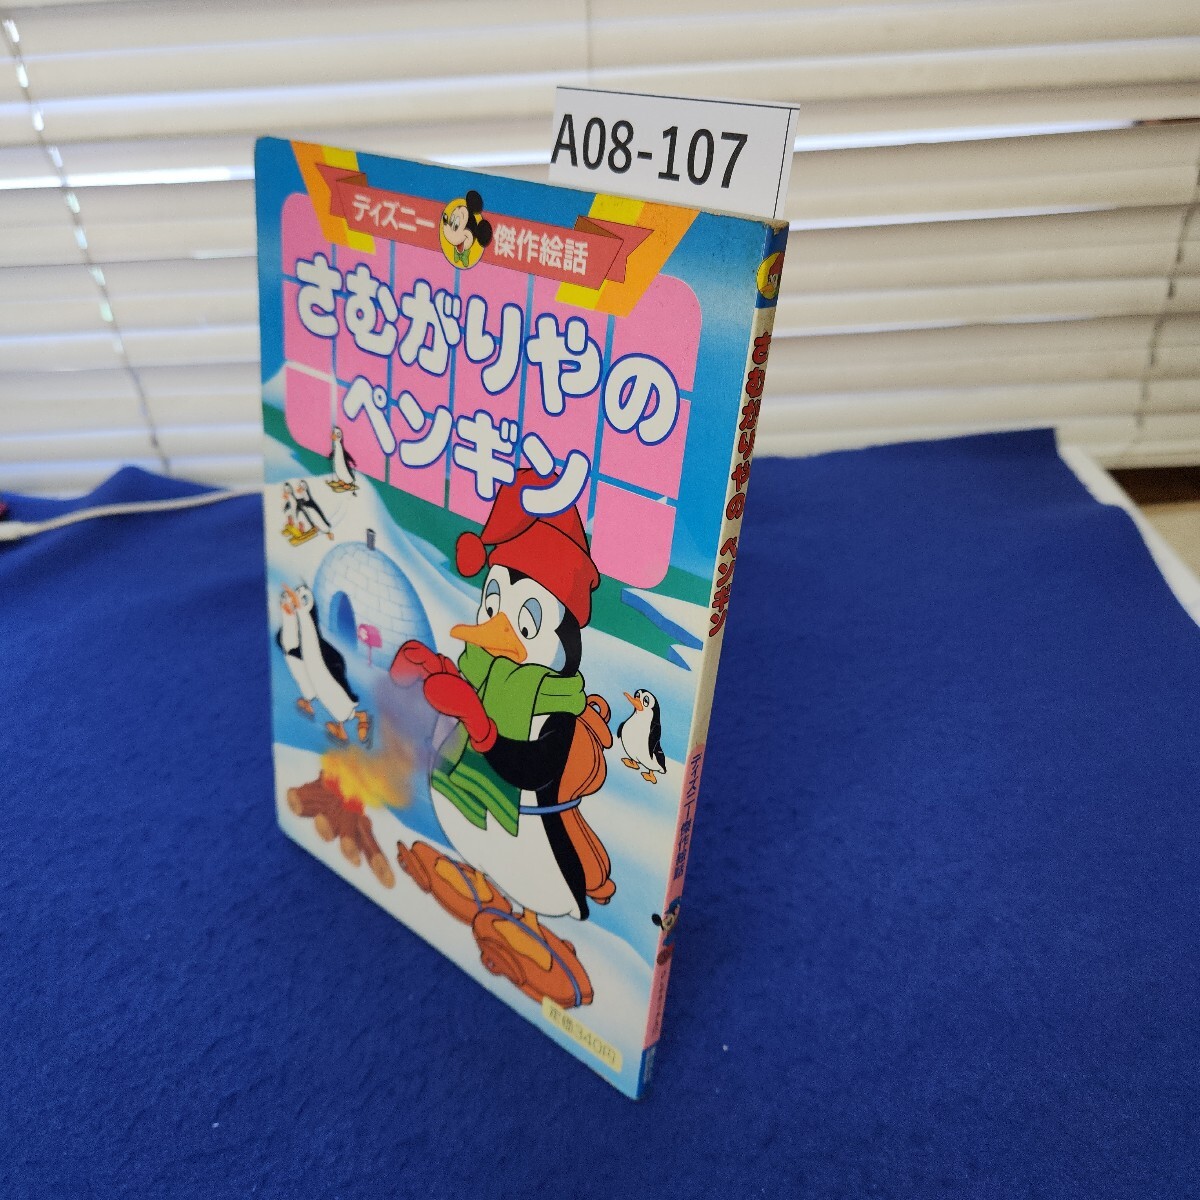 A08-107
ディズニー 傑作絵話
さむがりやの
ペンギン
定価340円
さむがりやの ペンギン
ディズニー傑作絵話